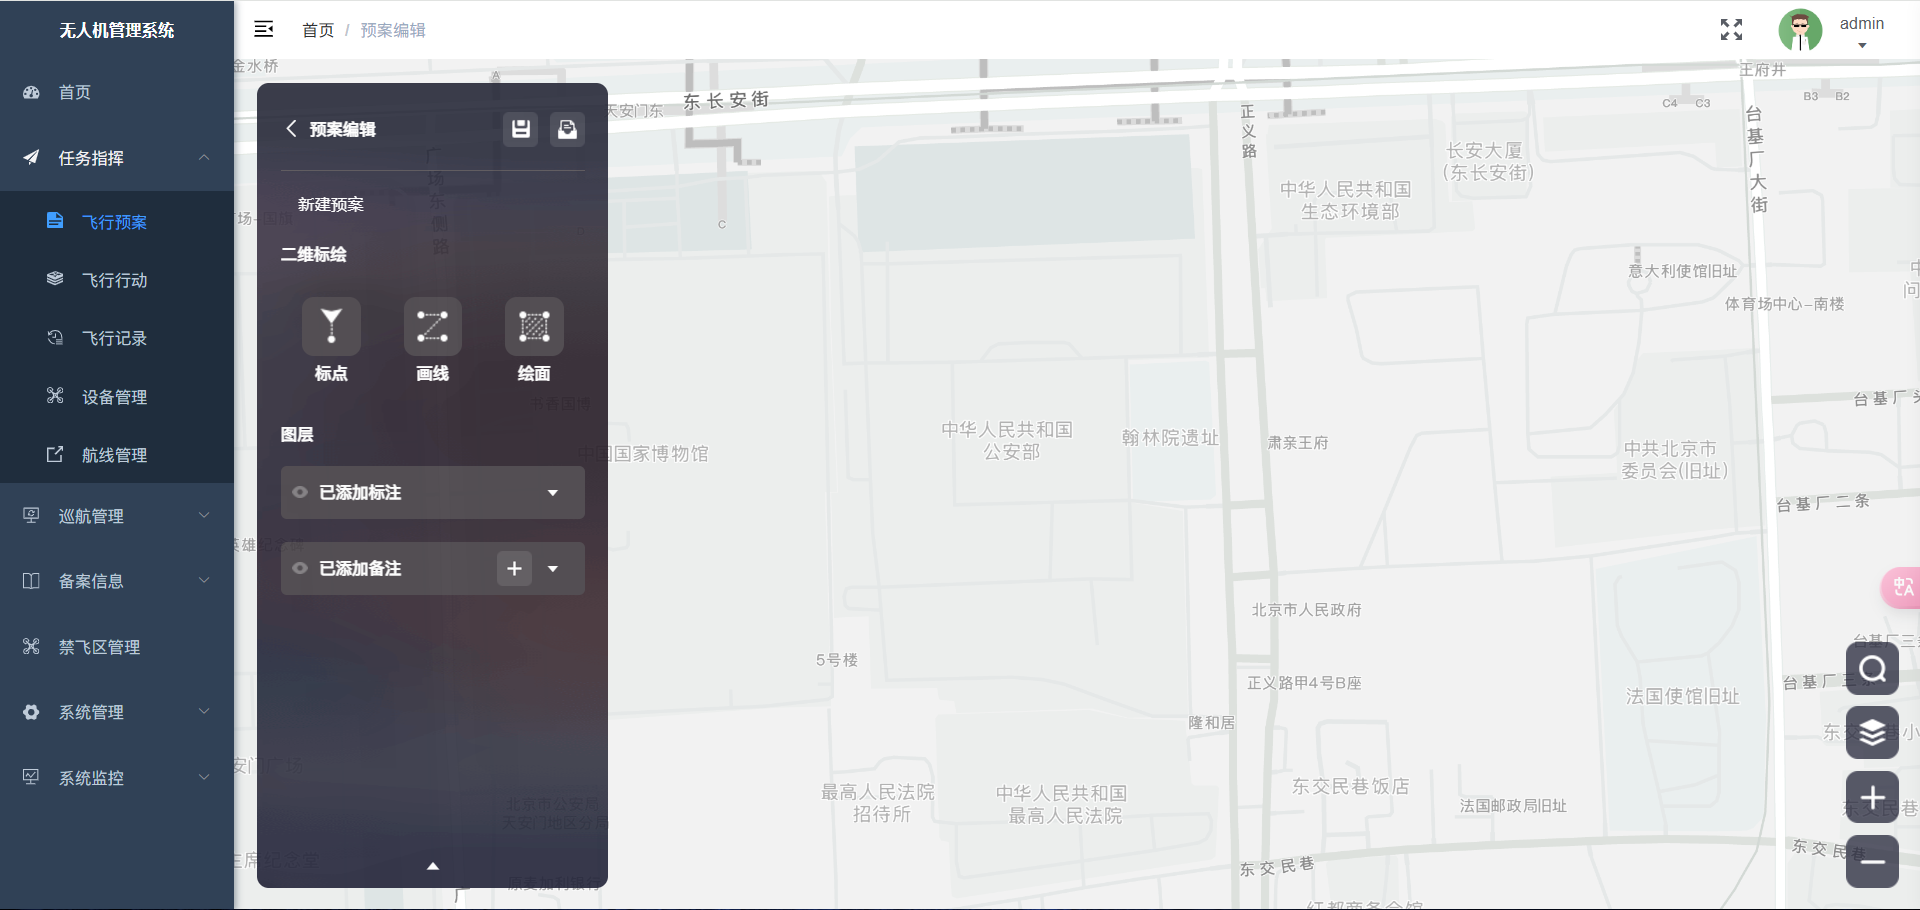 无人机管理系统
首页
任务指挥
飞行预案
飞行行动
飞行记录
设备管理
航线管理
巡航管理
备案信息
禁飞区管理
系统管理
系统监控
首页 / 预案编辑
admin
预案编辑
新建预案
二维标绘
标点
画线
绘面
图层
已添加标注
已添加备注
金水桥
A
天安门东
东长安街
正义路
王府井
C4
C3
B3
B2
台基厂大街
长安大厦
(东长安街)
中华人民共和国
生态环境部
广场东侧路
C
意大利使馆旧址
体育场中心-南楼
台基厂头
书香国博
中国国家博物馆
中华人民共和国
公安部
翰林院遗址
肃亲王府
中共北京市
委员会(旧址)
台基厂二条
北京市人民政府
5号楼
正义路甲4号B座
法国使馆旧址
台基厂三
隆和居
最高人民法院
招待所
中华人民共和国
最高人民法院
东交民巷饭店
法国邮政局旧址
北京市公安局
天安门地区分局
东交民巷
东交民巷